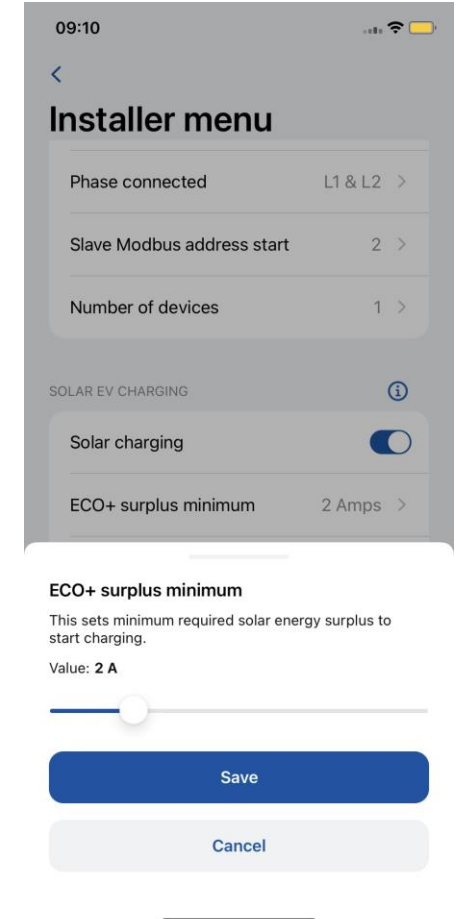 09:10
Installer menu
Phase connected L1 & L2
Slave Modbus address start 2
Number of devices 1
SOLAR EV CHARGING
Solar charging
ECO+ surplus minimum 2 Amps
ECO+ surplus minimum
This sets minimum required solar energy surplus to
start charging.
Value: 2 A
Save
Cancel